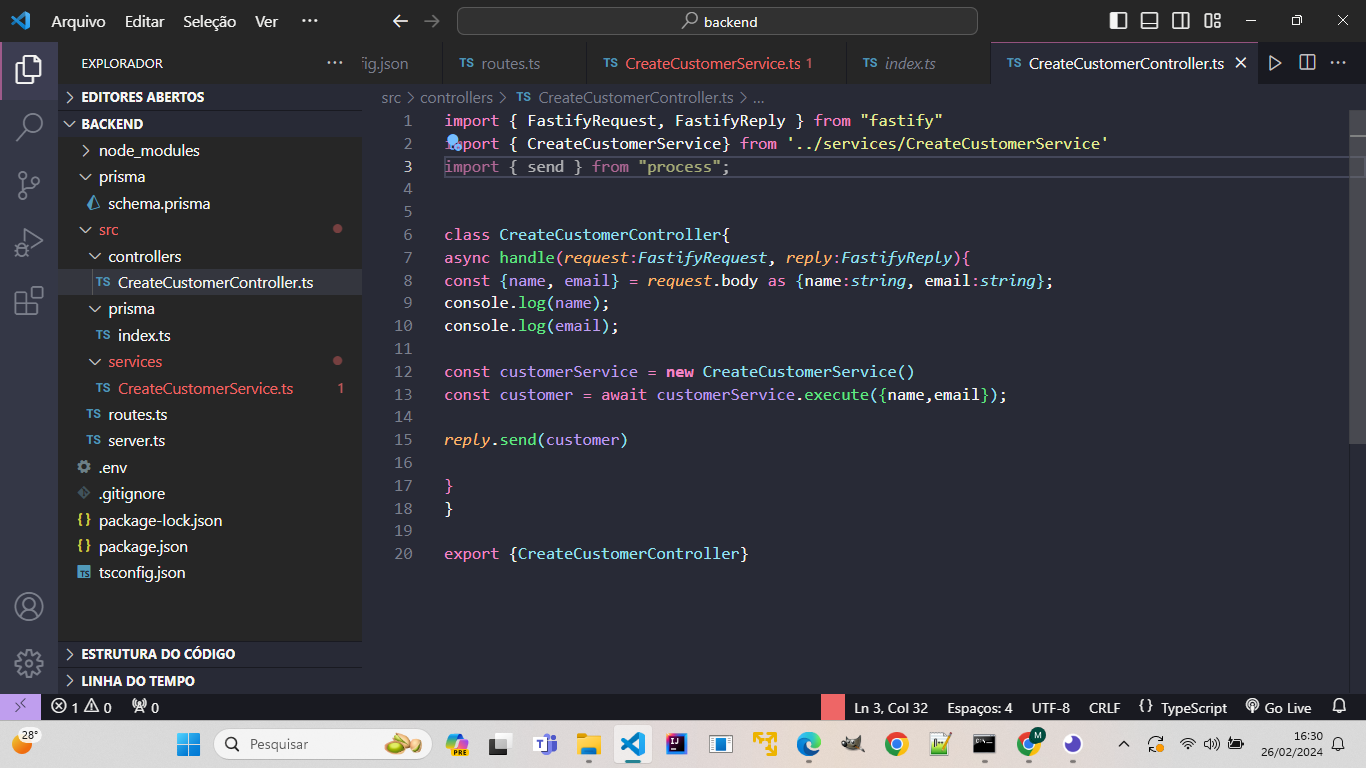 Arquivo Editar Seleção Ver ··· backend
EXPLORADOR ···
fig.json TS routes.ts TS CreateCustomerService.ts 1 TS index.ts TS CreateCustomerController.ts
EDITORES ABERTOS
BACKEND
node_modules
prisma
schema.prisma
src
controllers
TS CreateCustomerController.ts
prisma
TS index.ts
services
TS CreateCustomerService.ts 1
TS routes.ts
TS server.ts
.env
.gitignore
{} package-lock.json
{} package.json
TS tsconfig.json
ESTRUTURA DO CÓDIGO
LINHA DO TEMPO
src > controllers > TS CreateCustomerController.ts > ...
1 import { FastifyRequest, FastifyReply } from "fastify"
2 import { CreateCustomerService} from '../services/CreateCustomerService'
3 import { send } from "process";
4
5
6 class CreateCustomerController{
7 async handle(request:FastifyRequest, reply:FastifyReply){
8 const {name, email} = request.body as {name:string, email:string};
9 console.log(name);
10 console.log(email);
11
12 const customerService = new CreateCustomerService()
13 const customer = await customerService.execute({name,email});
14
15 reply.send(customer)
16
17 }
18 }
19
20 export {CreateCustomerController}
1 0 0 Ln 3, Col 32 Espaços: 4 UTF-8 CRLF {} TypeScript Go Live
28° Pesquisar PRE M 16:30
26/02/2024